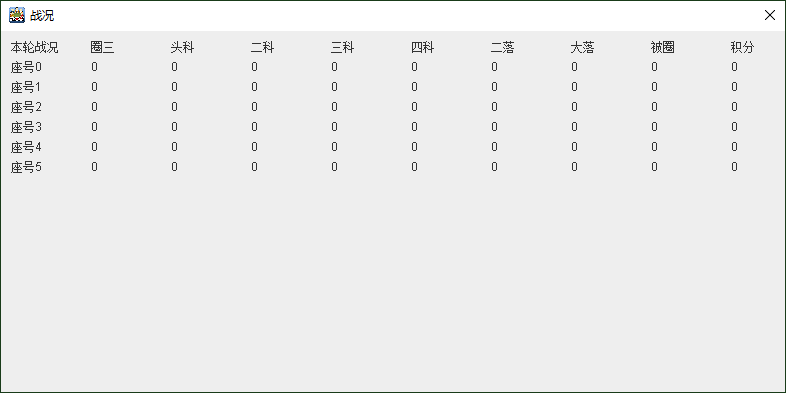 战况
本轮战况 圈三 头科 二科 三科 四科 二落 大落 被圈 积分
座号0 0 0 0 0 0 0 0 0 0
座号1 0 0 0 0 0 0 0 0 0
座号2 0 0 0 0 0 0 0 0 0
座号3 0 0 0 0 0 0 0 0 0
座号4 0 0 0 0 0 0 0 0 0
座号5 0 0 0 0 0 0 0 0 0